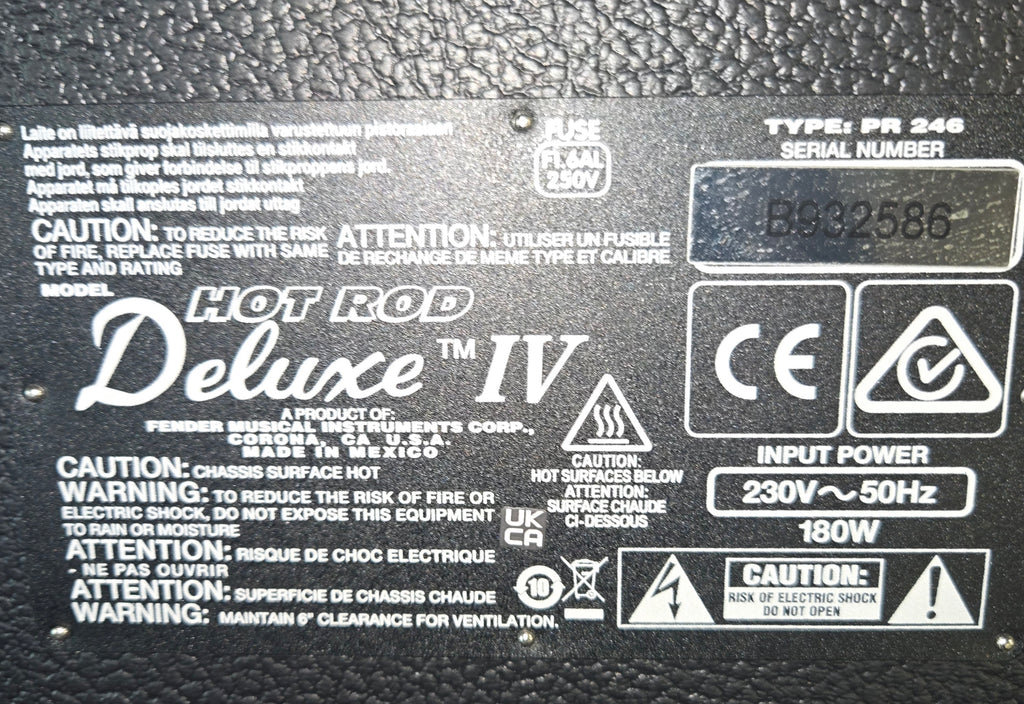 Laite on liitettävä suojakoskettimilla varustettuun pistorasiaan
Apparatets stikprop skal tilsluttes en stikkontakt
med jord, som giver forbindelse til stikproppens jord.
Apparatet må tilkoples jordet stikkontakt
Apparaten skall anslutas till jordat uttag
FUSE
F1.6AL
250V
TYPE: PR 246
SERIAL NUMBER
B932586
CAUTION: TO REDUCE THE RISK
OF FIRE, REPLACE FUSE WITH SAME
TYPE AND RATING
ATTENTION: UTILISER UN FUSIBLE
DE RECHANGE DE MEME TYPE ET CALIBRE
MODEL
HOT ROD
Deluxe™ IV
A PRODUCT OF:
FENDER MUSICAL INSTRUMENTS CORP.,
CORONA, CA U.S.A.
MADE IN MEXICO
CE
CAUTION: CHASSIS SURFACE HOT
WARNING: TO REDUCE THE RISK OF FIRE OR
ELECTRIC SHOCK, DO NOT EXPOSE THIS EQUIPMENT
TO RAIN OR MOISTURE
ATTENTION: RISQUE DE CHOC ELECTRIQUE
- NE PAS OUVRIR
ATTENTION: SUPERFICIE DE CHASSIS CHAUDE
WARNING: MAINTAIN 6" CLEARANCE FOR VENTILATION.
CAUTION:
HOT SURFACES BELOW
ATTENTION:
SURFACE CHAUDE
CI-DESSOUS
UK
CA
10
INPUT POWER
230V~50Hz
180W
CAUTION:
RISK OF ELECTRIC SHOCK
DO NOT OPEN